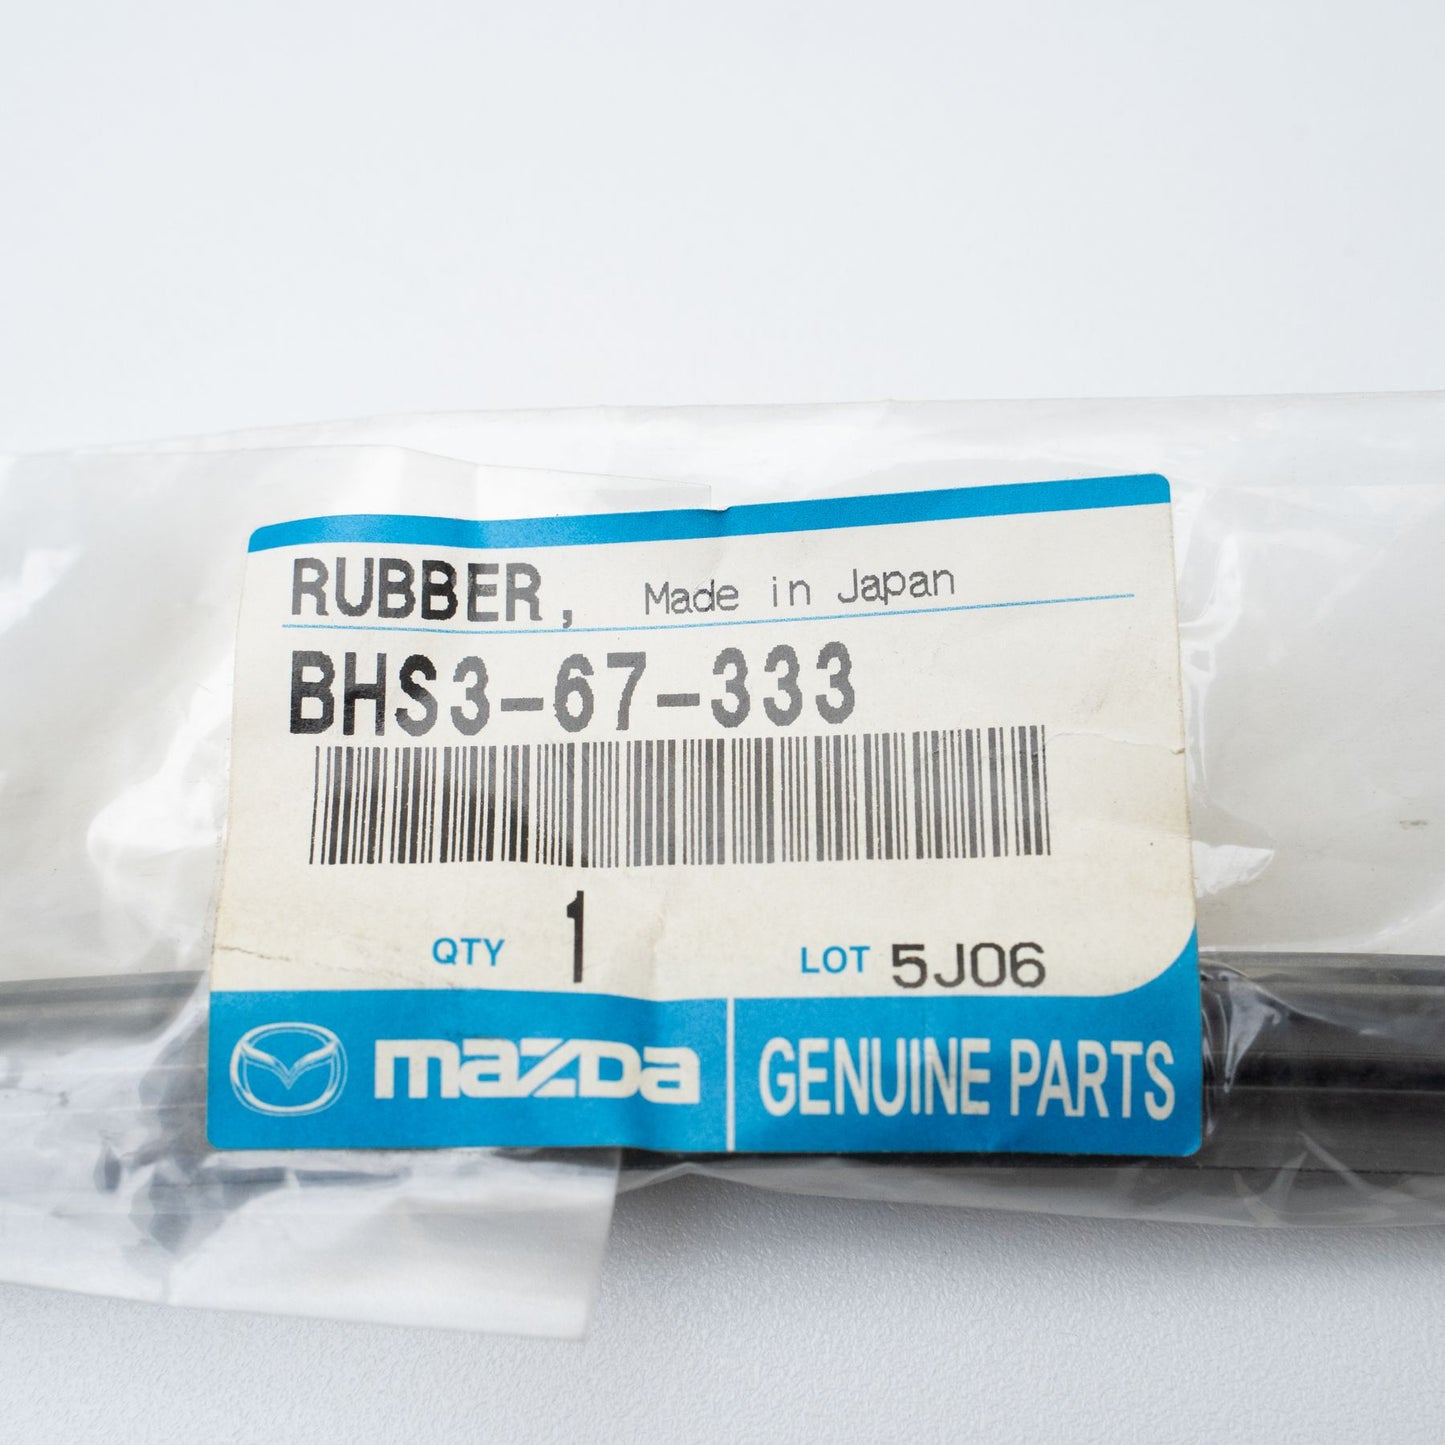 RUBBER, Made in Japan
BHS3-67-333
QTY 1 LOT 5J06
mazda GENUINE PARTS